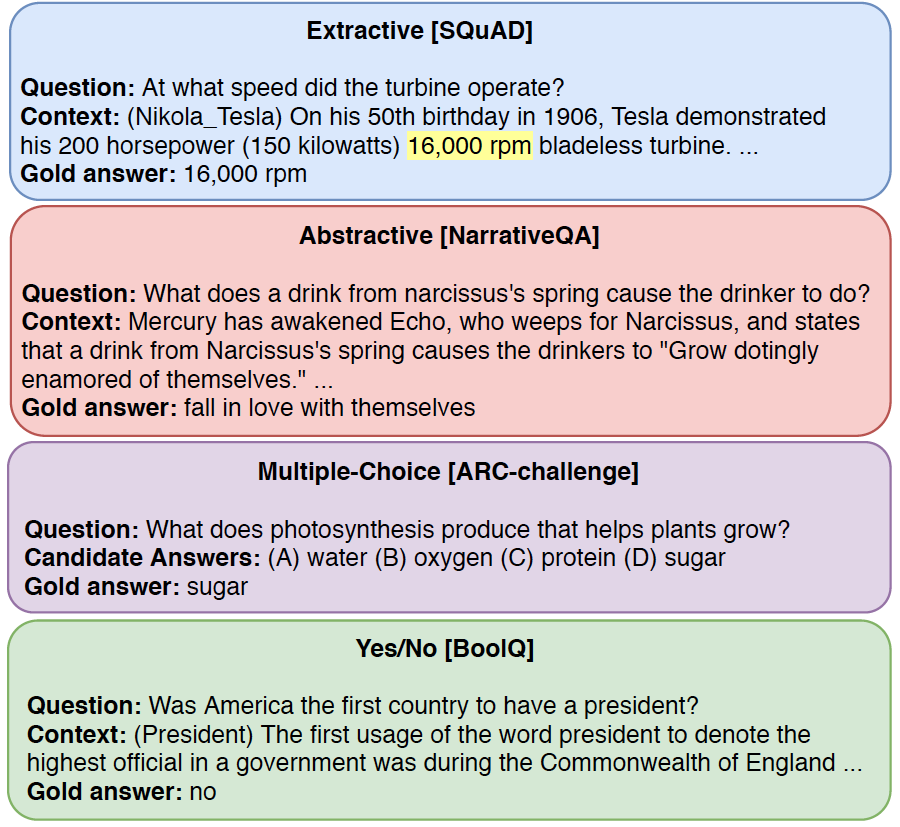 Extractive [SQuAD]
Question: At what speed did the turbine operate?
Context: (Nikola_Tesla) On his 50th birthday in 1906, Tesla demonstrated
his 200 horsepower (150 kilowatts) 16,000 rpm bladeless turbine. ...
Gold answer: 16,000 rpm
Abstractive [NarrativeQA]
Question: What does a drink from narcissus's spring cause the drinker to do?
Context: Mercury has awakened Echo, who weeps for Narcissus, and states
that a drink from Narcissus's spring causes the drinkers to "Grow dotingly
enamored of themselves." ...
Gold answer: fall in love with themselves
Multiple-Choice [ARC-challenge]
Question: What does photosynthesis produce that helps plants grow?
Candidate Answers: (A) water (B) oxygen (C) protein (D) sugar
Gold answer: sugar
Yes/No [BoolQ]
Question: Was America the first country to have a president?
Context: (President) The first usage of the word president to denote the
highest official in a government was during the Commonwealth of England ...
Gold answer: no